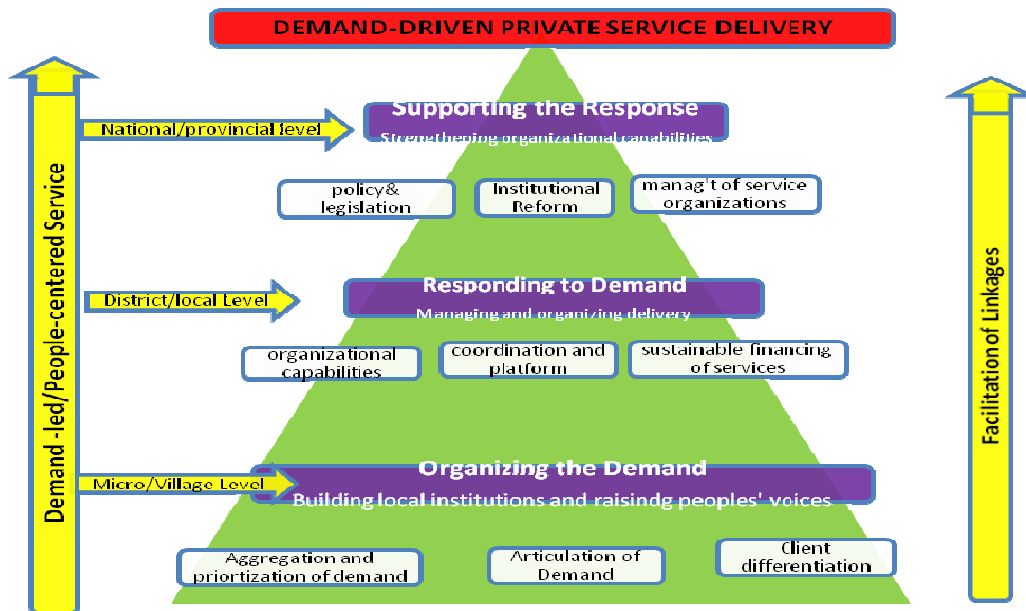 DEMAND-DRIVEN PRIVATE SERVICE DELIVERY
Demand -led/People-centered Service
Facilitation of Linkages
National/provincial level
Supporting the Response
Strengthening organizational capabilities
policy&
legislation
Institutional
Reform
manag't of service
organizations
District/local Level
Responding to Demand
Managing and organizing delivery
organizational
capabilities
coordination and
platform
sustainable financing
of services
Micro/Village Level
Organizing the Demand
Building local institutions and raisindg peoples' voices
Aggregation and
priortization of demand
Articulation of
Demand
Client
differentiation